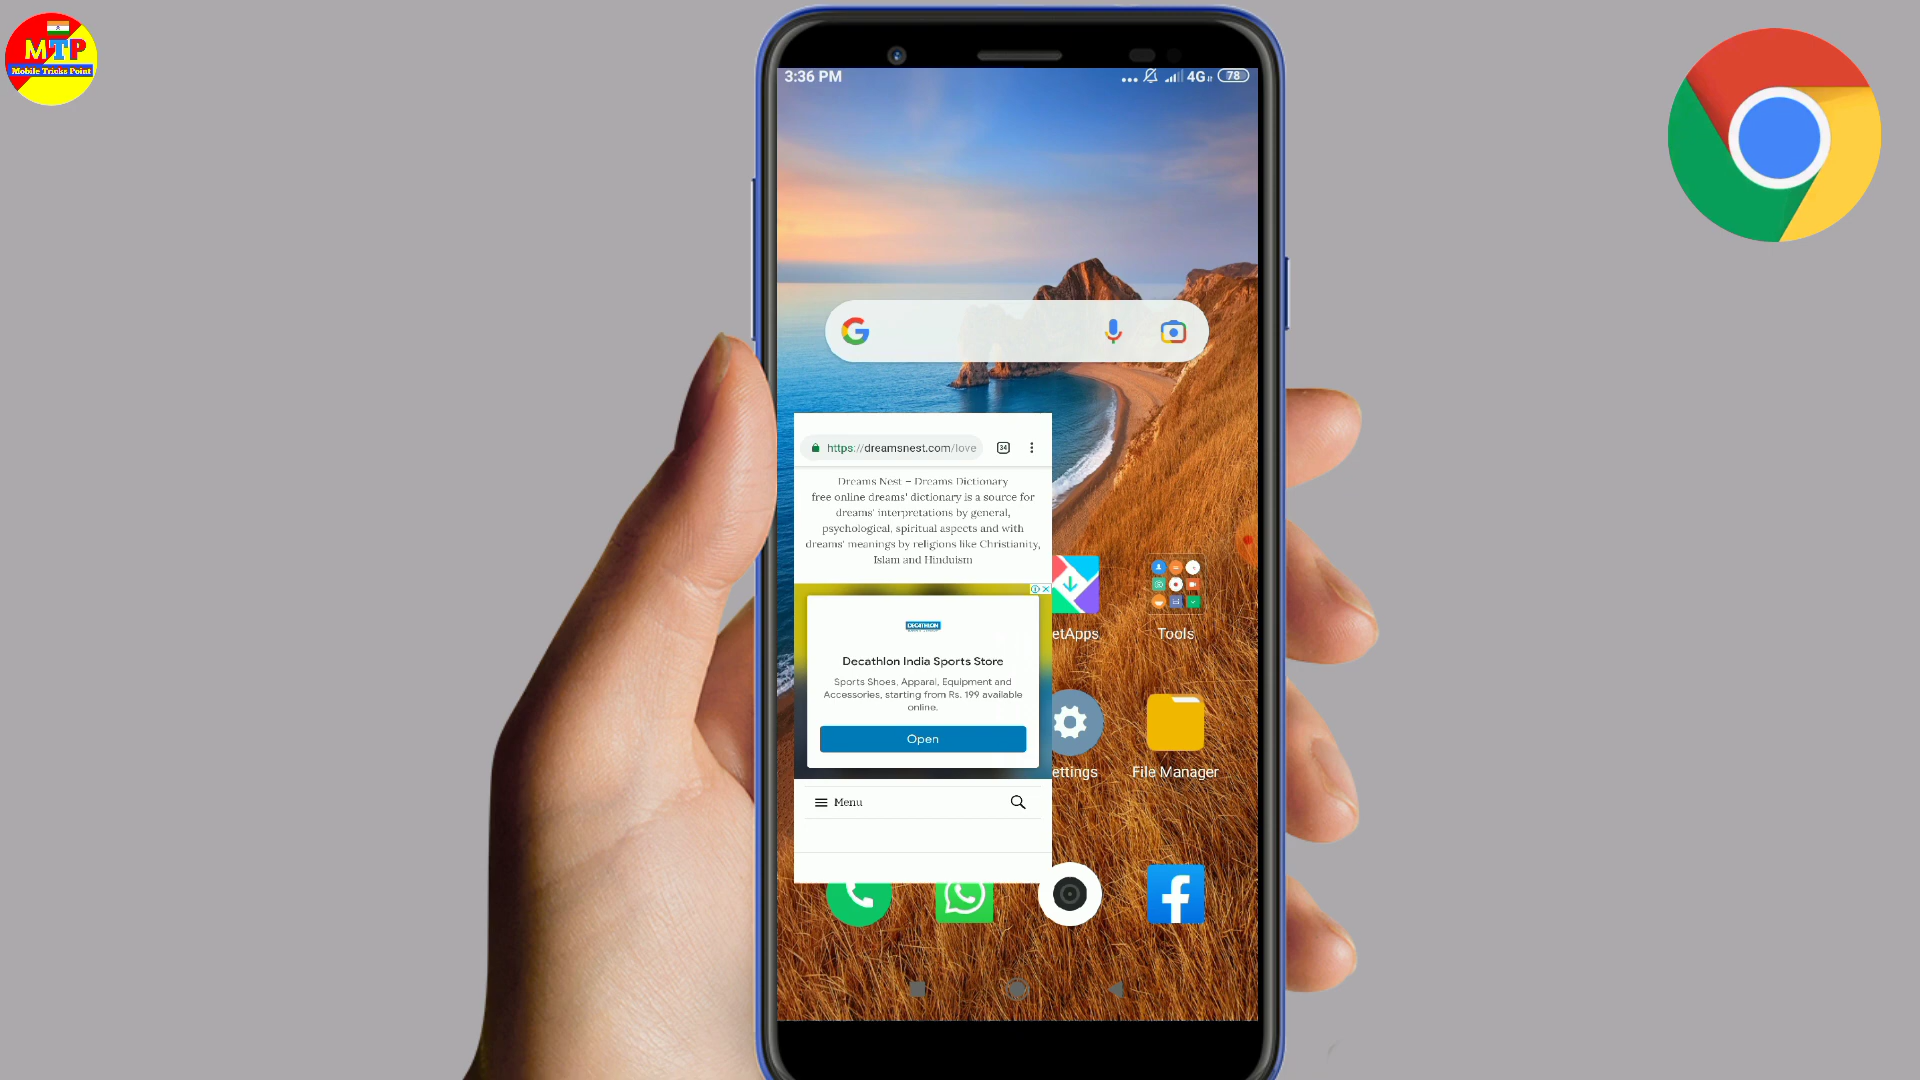 MTP
Mobile Tricks Point
3:36 PM
4G
78
https://dreamsnest.com/love
34
Dreams Nest – Dreams Dictionary
free online dreams' dictionary is a source for
dreams' interpretations by general,
psychological, spiritual aspects and with
dreams' meanings by religions like Christianity,
Islam and Hinduism
DECATHLON
Decathlon India Sports Store
Sports Shoes, Apparal, Equipment and
Accessories, starting from Rs. 199 available
online.
Open
Menu
etApps
Tools
ettings
File Manager